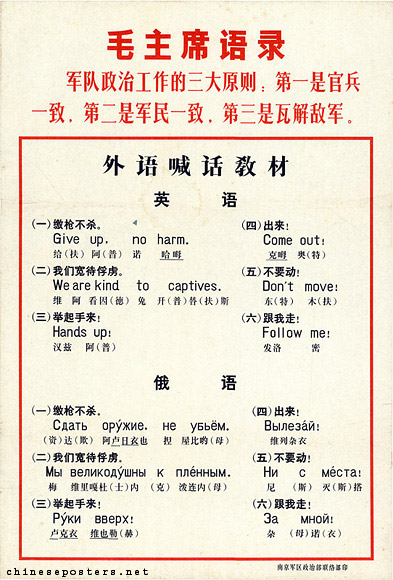 毛主席语录
军队政治工作的三大原则：第一是官兵
一致，第二是军民一致，第三是瓦解敌军。
外语喊话教材
英语
(一)缴枪不杀。
Give up, no harm.
给(扶) 阿(普) 诺 哈姆
(二)我们宽待俘虏。
We are kind to captives.
维 阿 看因(德) 兔 开(普)替(扶)斯
(三)举起手来!
Hands up!
汉兹 阿(普)
(四)出来!
Come out!
克姆 奥(特)
(五)不要动!
Don't move!
东(特) 木(扶)
(六)跟我走!
Follow me!
发洛 密
俄语
(一)缴枪不杀。
Сдать ору́жие, не убьём.
(资)达(欺) 阿卢日衣也 捏 屋比哟(母)
(二)我们宽待俘虏。
Мы великоду́шны к пле́нным.
梅 维里嘎杜(士)内 (克) 泼连内(母)
(三)举起手来!
Ру́ки вверх!
卢克衣 维也勒(赫)
(四)出来!
Вылеза́й!
维列杂衣
(五)不要动!
Ни с ме́ста!
尼 (斯) 灭(斯)搭
(六)跟我走!
За мной!
杂 (母)诺(衣)
南京军区政治部联络部印
chineseposters.net